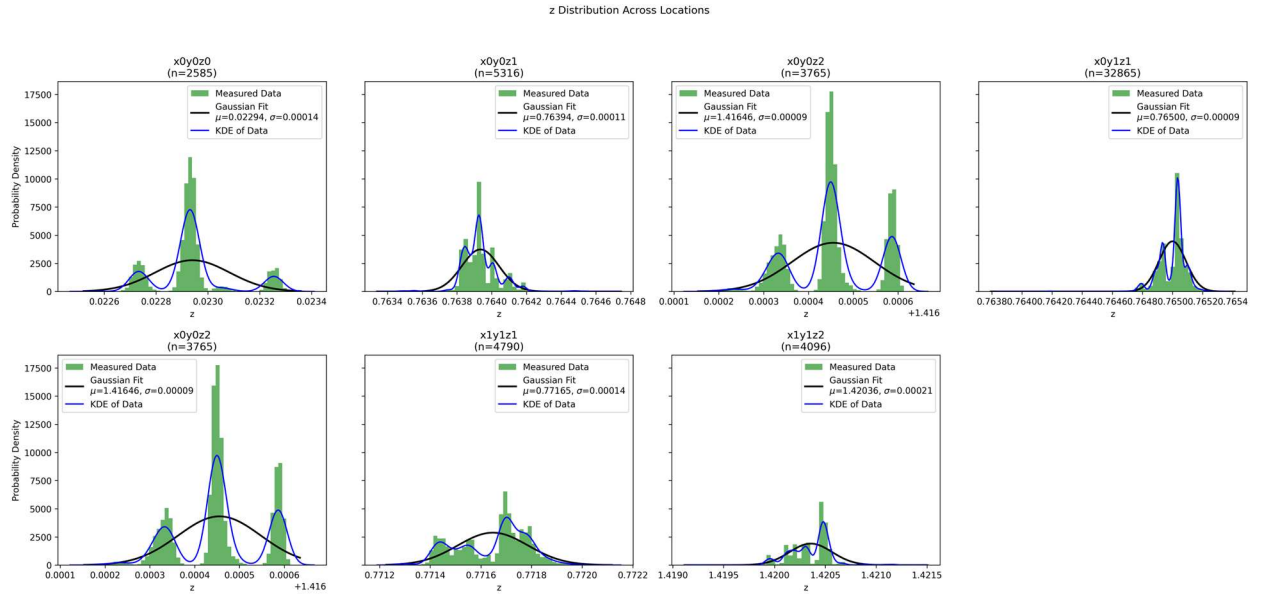 z Distribution Across Locations
x0y0z0
(n=2585)
Measured Data
Gaussian Fit
μ=0.02294, σ=0.00014
KDE of Data
Probability Density
17500
15000
12500
10000
7500
5000
2500
0
0.0226 0.0228 0.0230 0.0232 0.0234
z
x0y0z1
(n=5316)
Measured Data
Gaussian Fit
μ=0.76394, σ=0.00011
KDE of Data
0.7634 0.7636 0.7638 0.7640 0.7642 0.7644 0.7646 0.7648
z
x0y0z2
(n=3765)
Measured Data
Gaussian Fit
μ=1.41646, σ=0.00009
KDE of Data
0.0001 0.0002 0.0003 0.0004 0.0005 0.0006
+1.416
z
x0y1z1
(n=32865)
Measured Data
Gaussian Fit
μ=0.76500, σ=0.00009
KDE of Data
0.76380 0.76400 0.76420 0.76440 0.76460 0.76480 0.76500 0.76520 0.7654
z
x0y0z2
(n=3765)
Measured Data
Gaussian Fit
μ=1.41646, σ=0.00009
KDE of Data
Probability Density
17500
15000
12500
10000
7500
5000
2500
0
0.0001 0.0002 0.0003 0.0004 0.0005 0.0006
+1.416
z
x1y1z1
(n=4790)
Measured Data
Gaussian Fit
μ=0.77165, σ=0.00014
KDE of Data
0.7712 0.7714 0.7716 0.7718 0.7720 0.7722
z
x1y1z2
(n=4096)
Measured Data
Gaussian Fit
μ=1.42036, σ=0.00021
KDE of Data
1.4190 1.4195 1.4200 1.4205 1.4210 1.4215
z